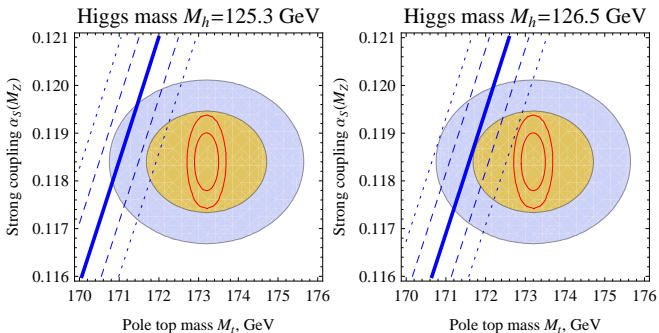 Higgs mass M_h=125.3 GeV
Strong coupling α_S(M_Z)
0.121
0.120
0.119
0.118
0.117
0.116
170 171 172 173 174 175 176
Pole top mass M_t, GeV
Higgs mass M_h=126.5 GeV
Strong coupling α_S(M_Z)
0.121
0.120
0.119
0.118
0.117
0.116
170 171 172 173 174 175 176
Pole top mass M_t, GeV